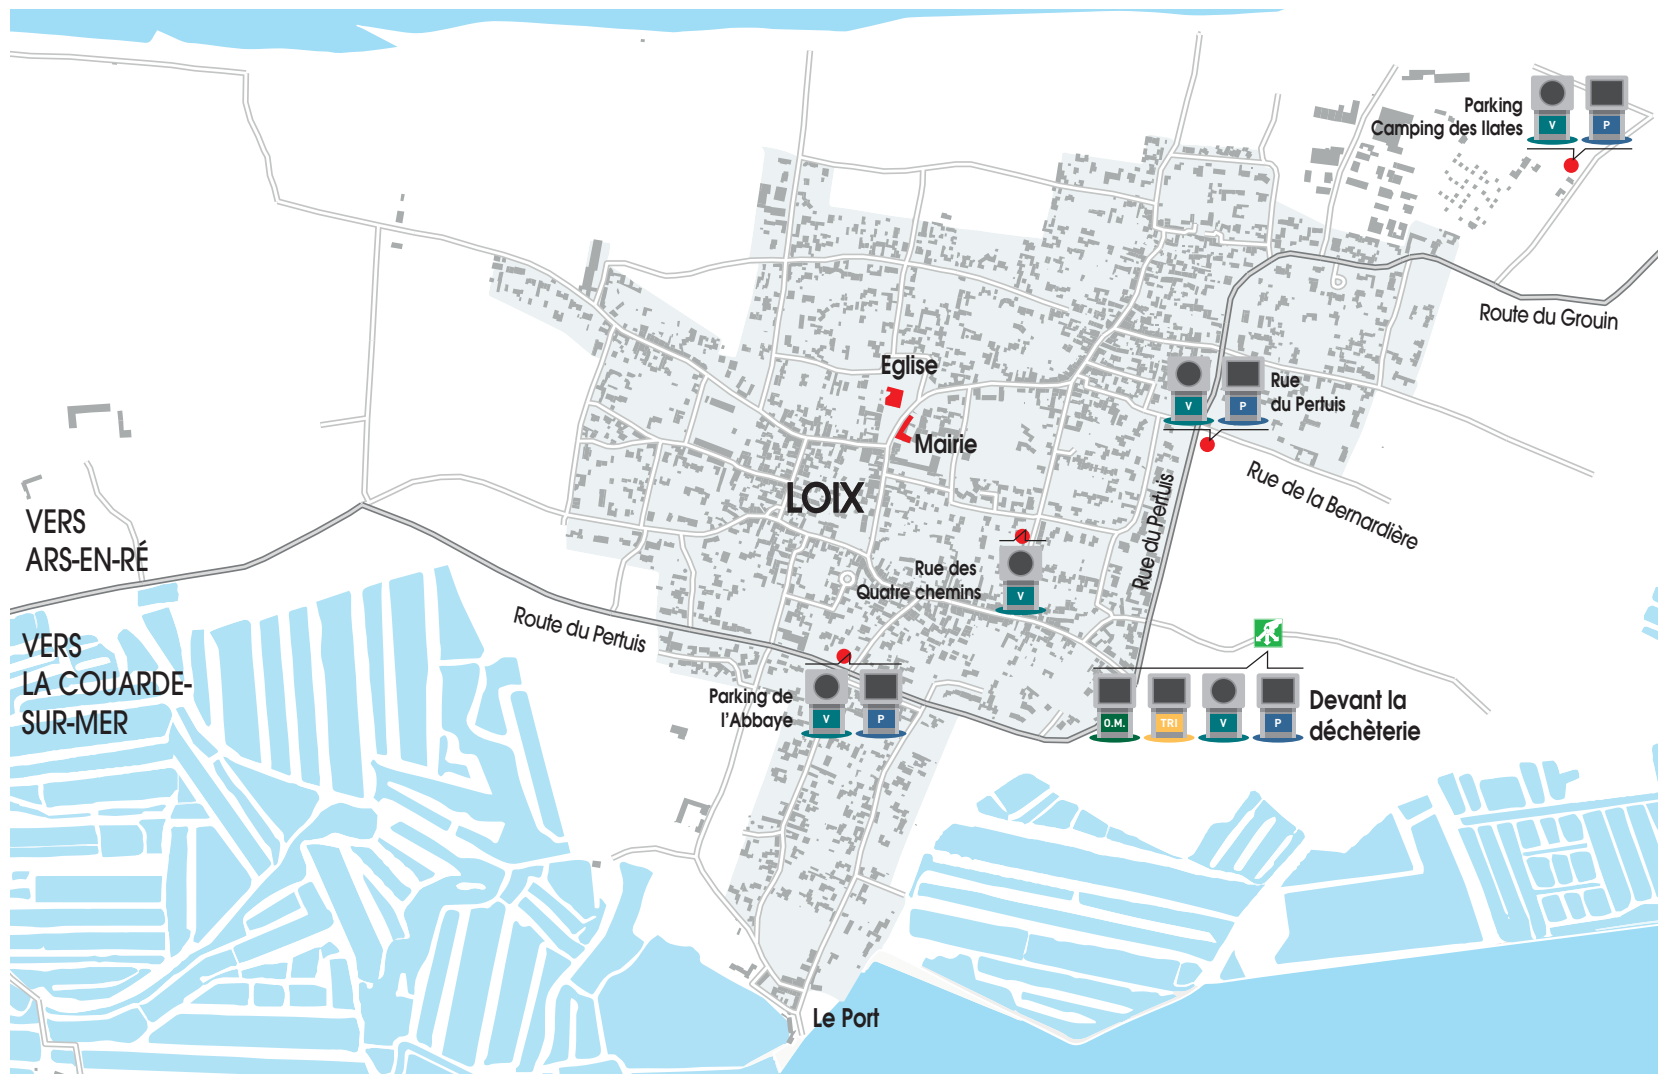 Parking
Camping des Ilates
V
P
Route du Grouin
Eglise
Mairie
V
P
Rue
du Pertuis
Rue de la Bernardière
Rue du Pertuis
LOIX
VERS
ARS-EN-RÉ
Rue des
Quatre chemins
V
VERS
LA COUARDE-
SUR-MER
Route du Pertuis
Parking de
l'Abbaye
V
P
O.M.
TRI
V
P
Devant la
déchèterie
Le Port